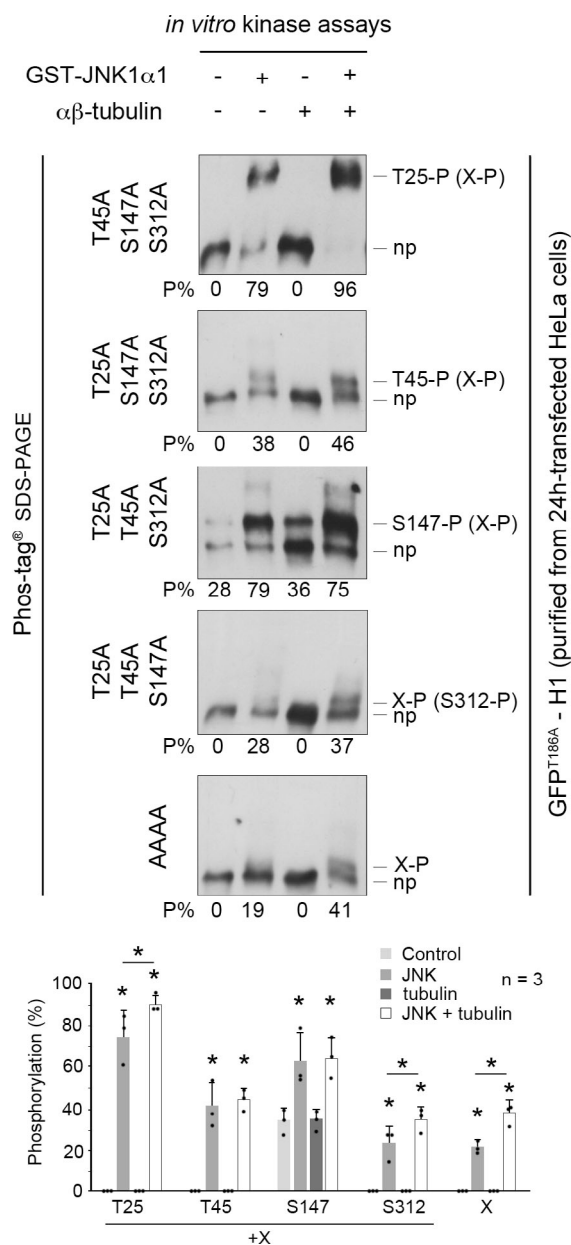 in vitro kinase assays
GST-JNK1α1 - + - +
αβ-tubulin - - + +
Phos-tag® SDS-PAGE
T45A
S147A
S312A
T25-P (X-P)
np
P% 0 79 0 96
T25A
S147A
S312A
T45-P (X-P)
np
P% 0 38 0 46
T25A
T45A
S312A
S147-P (X-P)
np
P% 28 79 36 75
T25A
T45A
S147A
X-P (S312-P)
np
P% 0 28 0 37
AAAA
X-P
np
P% 0 19 0 41
GFP^T186A - H1 (purified from 24h-transfected HeLa cells)
Phosphorylation (%)
100
80
60
40
20
0
Control
JNK
tubulin
JNK + tubulin
n = 3
* * *
* *
* *
* * *
* * *
T25 T45 S147 S312 X
+X